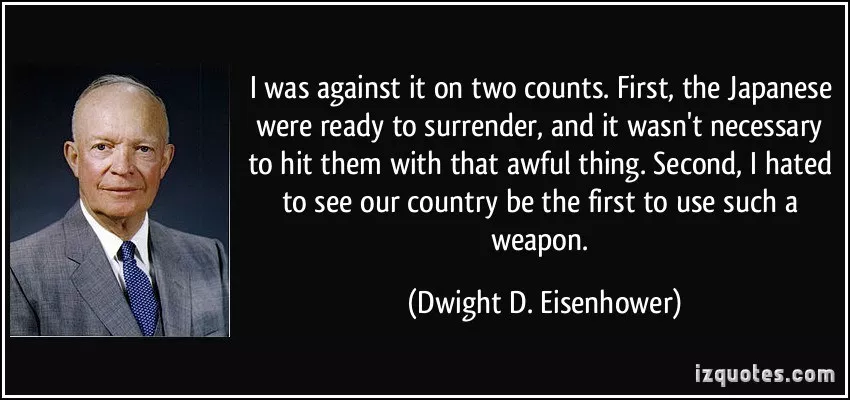 I was against it on two counts. First, the Japanese
were ready to surrender, and it wasn't necessary
to hit them with that awful thing. Second, I hated
to see our country be the first to use such a
weapon.
(Dwight D. Eisenhower)
izquotes.com